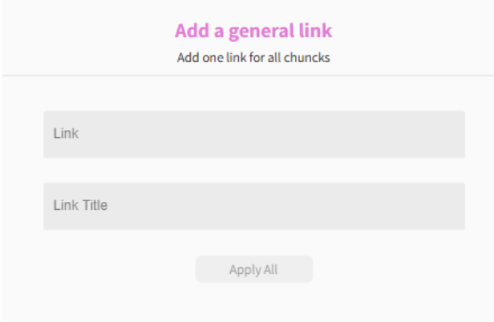 Add a general link
Add one link for all chuncks
Link
Link Title
Apply All